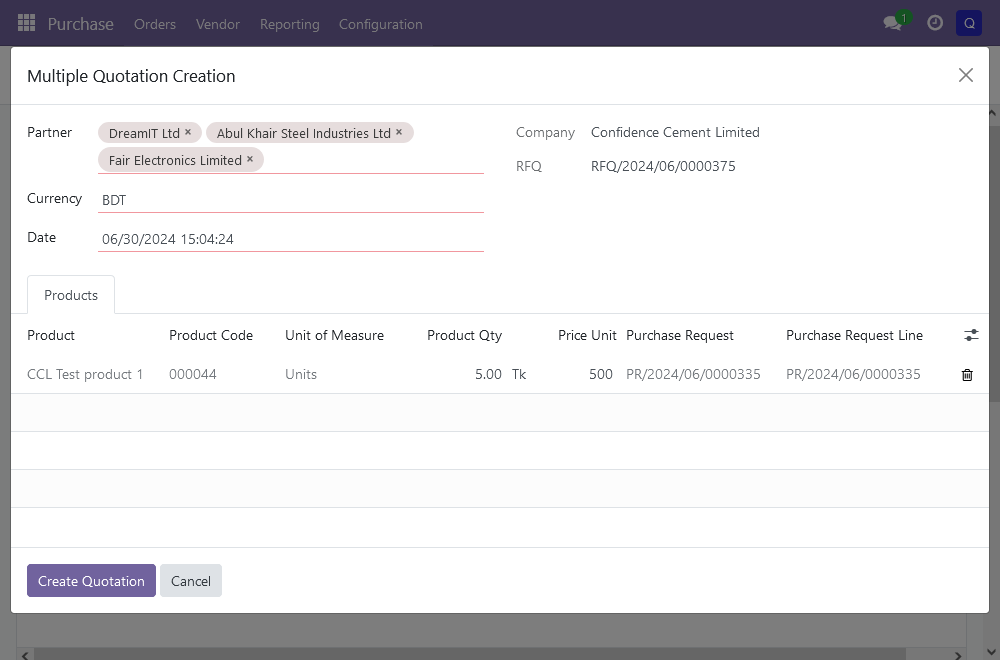 Purchase Orders Vendor Reporting Configuration 1 Q
Multiple Quotation Creation
Partner DreamIT Ltd × Abul Khair Steel Industries Ltd × Company Confidence Cement Limited
Fair Electronics Limited × RFQ RFQ/2024/06/0000375
Currency BDT
Date 06/30/2024 15:04:24
Products
Product Product Code Unit of Measure Product Qty Price Unit Purchase Request Purchase Request Line
CCL Test product 1 000044 Units 5.00 Tk 500 PR/2024/06/0000335 PR/2024/06/0000335
Create Quotation Cancel